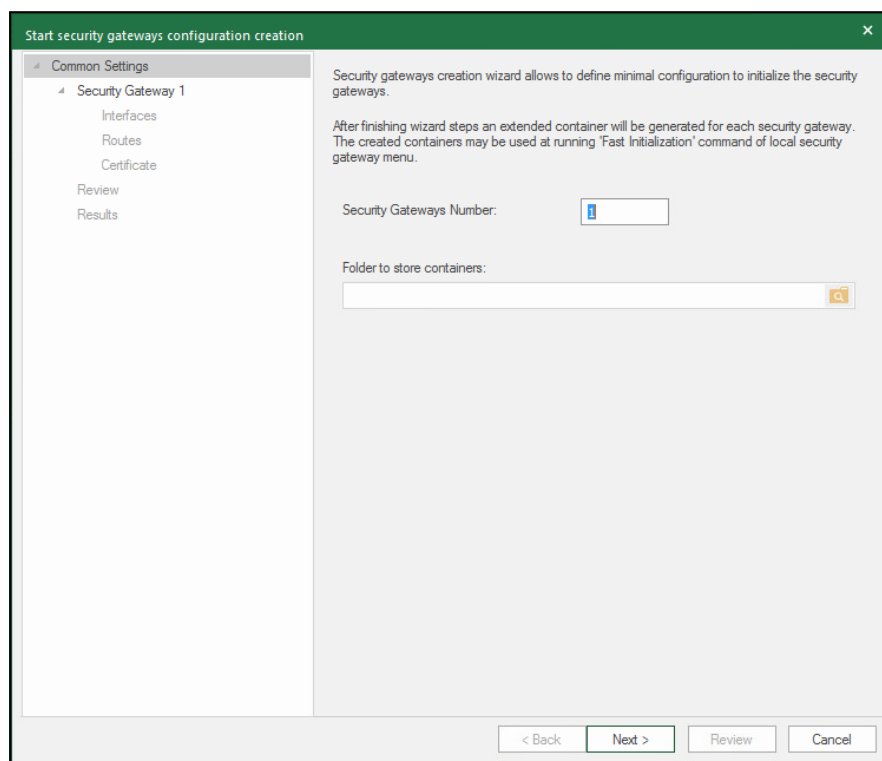 Start security gateways configuration creation
Common Settings
Security Gateway 1
Interfaces
Routes
Certificate
Review
Results
Security gateways creation wizard allows to define minimal configuration to initialize the security
gateways.
After finishing wizard steps an extended container will be generated for each security gateway.
The created containers may be used at running 'Fast Initialization' command of local security
gateway menu.
Security Gateways Number: 1
Folder to store containers:
< Back Next > Review Cancel